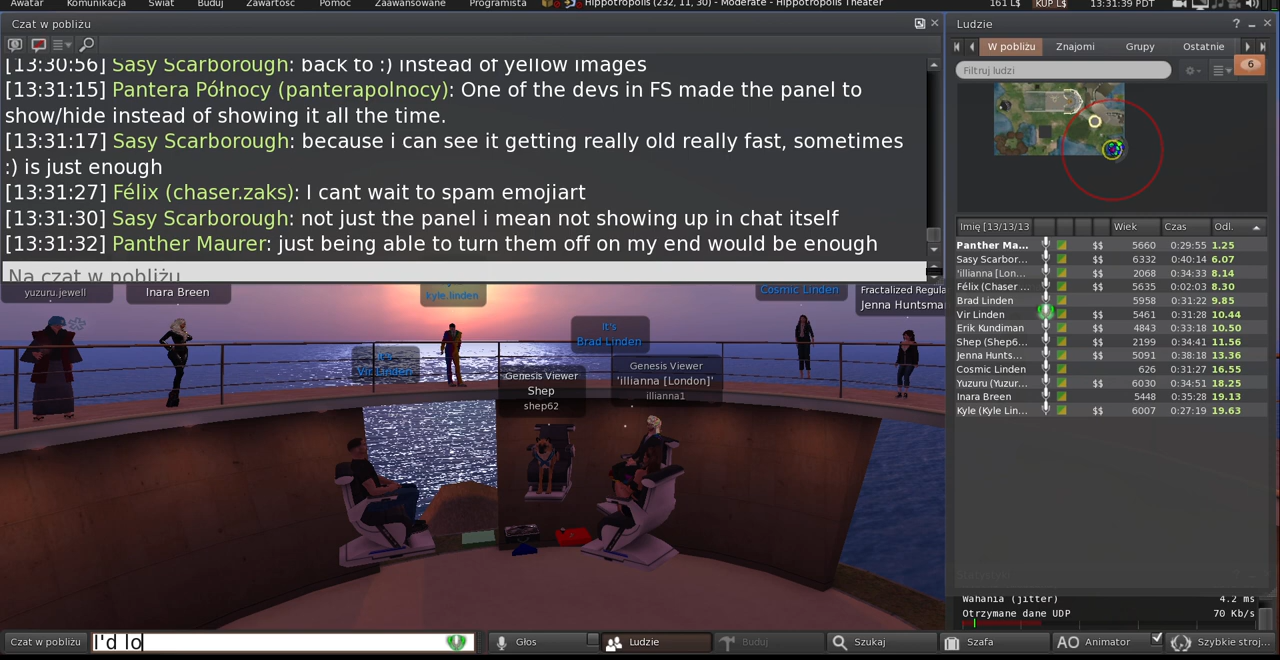 Awatar Komunikacja Świat Buduj Zawartość Pomoc Zaawansowane Programista Hippotropolis (232, 11, 30) - Moderate - Hippotropolis Theater 161 L$ KUP L$ 13:31:39 PDT
Czat w pobliżu
[13:30:56] Sasy Scarborough: back to :) instead of yellow images
[13:31:15] Pantera Północy (panterapolnocy): One of the devs in FS made the panel to
show/hide instead of showing it all the time.
[13:31:17] Sasy Scarborough: because i can see it getting really old really fast, sometimes
:) is just enough
[13:31:27] Félix (chaser.zaks): I cant wait to spam emojiart
[13:31:30] Sasy Scarborough: not just the panel i mean not showing up in chat itself
[13:31:32] Panther Maurer: just being able to turn them off on my end would be enough
Na czat w pobliżu
yuzuru.jewell
Inara Breen
kyle.linden
Cosmic Linden
Fractalized Regula
Jenna Huntsma
It's
Brad Linden
It's
Vir Linden
Genesis Viewer
Shep
shep62
Genesis Viewer
'illianna [London]'
illianna1
Ludzie
? _ ×
W pobliżu Znajomi Grupy Ostatnie
Filtruj ludzi
6
Imię [13/13/13 Wiek Czas Odl.
Panther Ma... 5660 0:29:55 1.25
Sasy Scarbor... $$ 6332 0:40:14 6.07
'illianna [Lon... $$ 2068 0:34:33 8.14
Félix (Chaser ... $$ 5635 0:02:03 8.30
Brad Linden 5958 0:31:22 9.85
Vir Linden $$ 5461 0:31:28 10.44
Erik Kundiman 4843 0:33:18 10.50
Shep (Shep6... $$ 2199 0:34:41 11.56
Jenna Hunts... $$ 5091 0:38:18 13.36
Cosmic Linden 626 0:31:27 16.55
Yuzuru (Yuzur... $$ 6030 0:34:51 18.25
Inara Breen 5448 0:35:28 19.13
Kyle (Kyle Lin... $$ 6007 0:27:19 19.63
Wahania (jitter) 4.2 ms
Otrzymane dane UDP 70 Kb/s
Czat w pobliżu I'd lo Głos Ludzie Buduj Szukaj Szafa AO Animator Szybkie stroj...